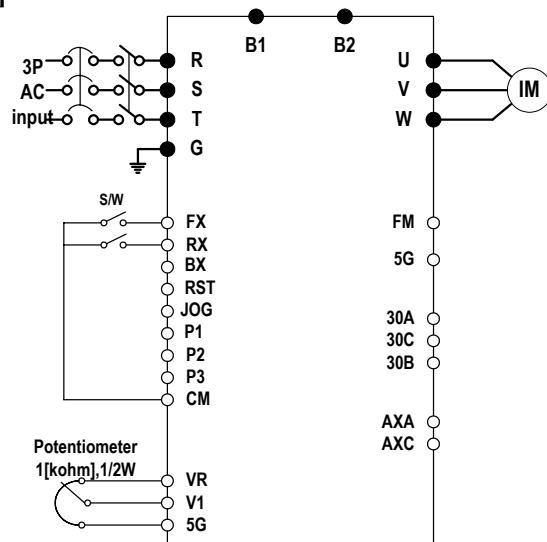 B1 B2
3P
AC
input
R
S
T
G
U
V
W
IM
S/W
FX
RX
BX
RST
JOG
P1
P2
P3
CM
FM
5G
30A
30C
30B
AXA
AXC
Potentiometer
1[kohm],1/2W
VR
V1
5G